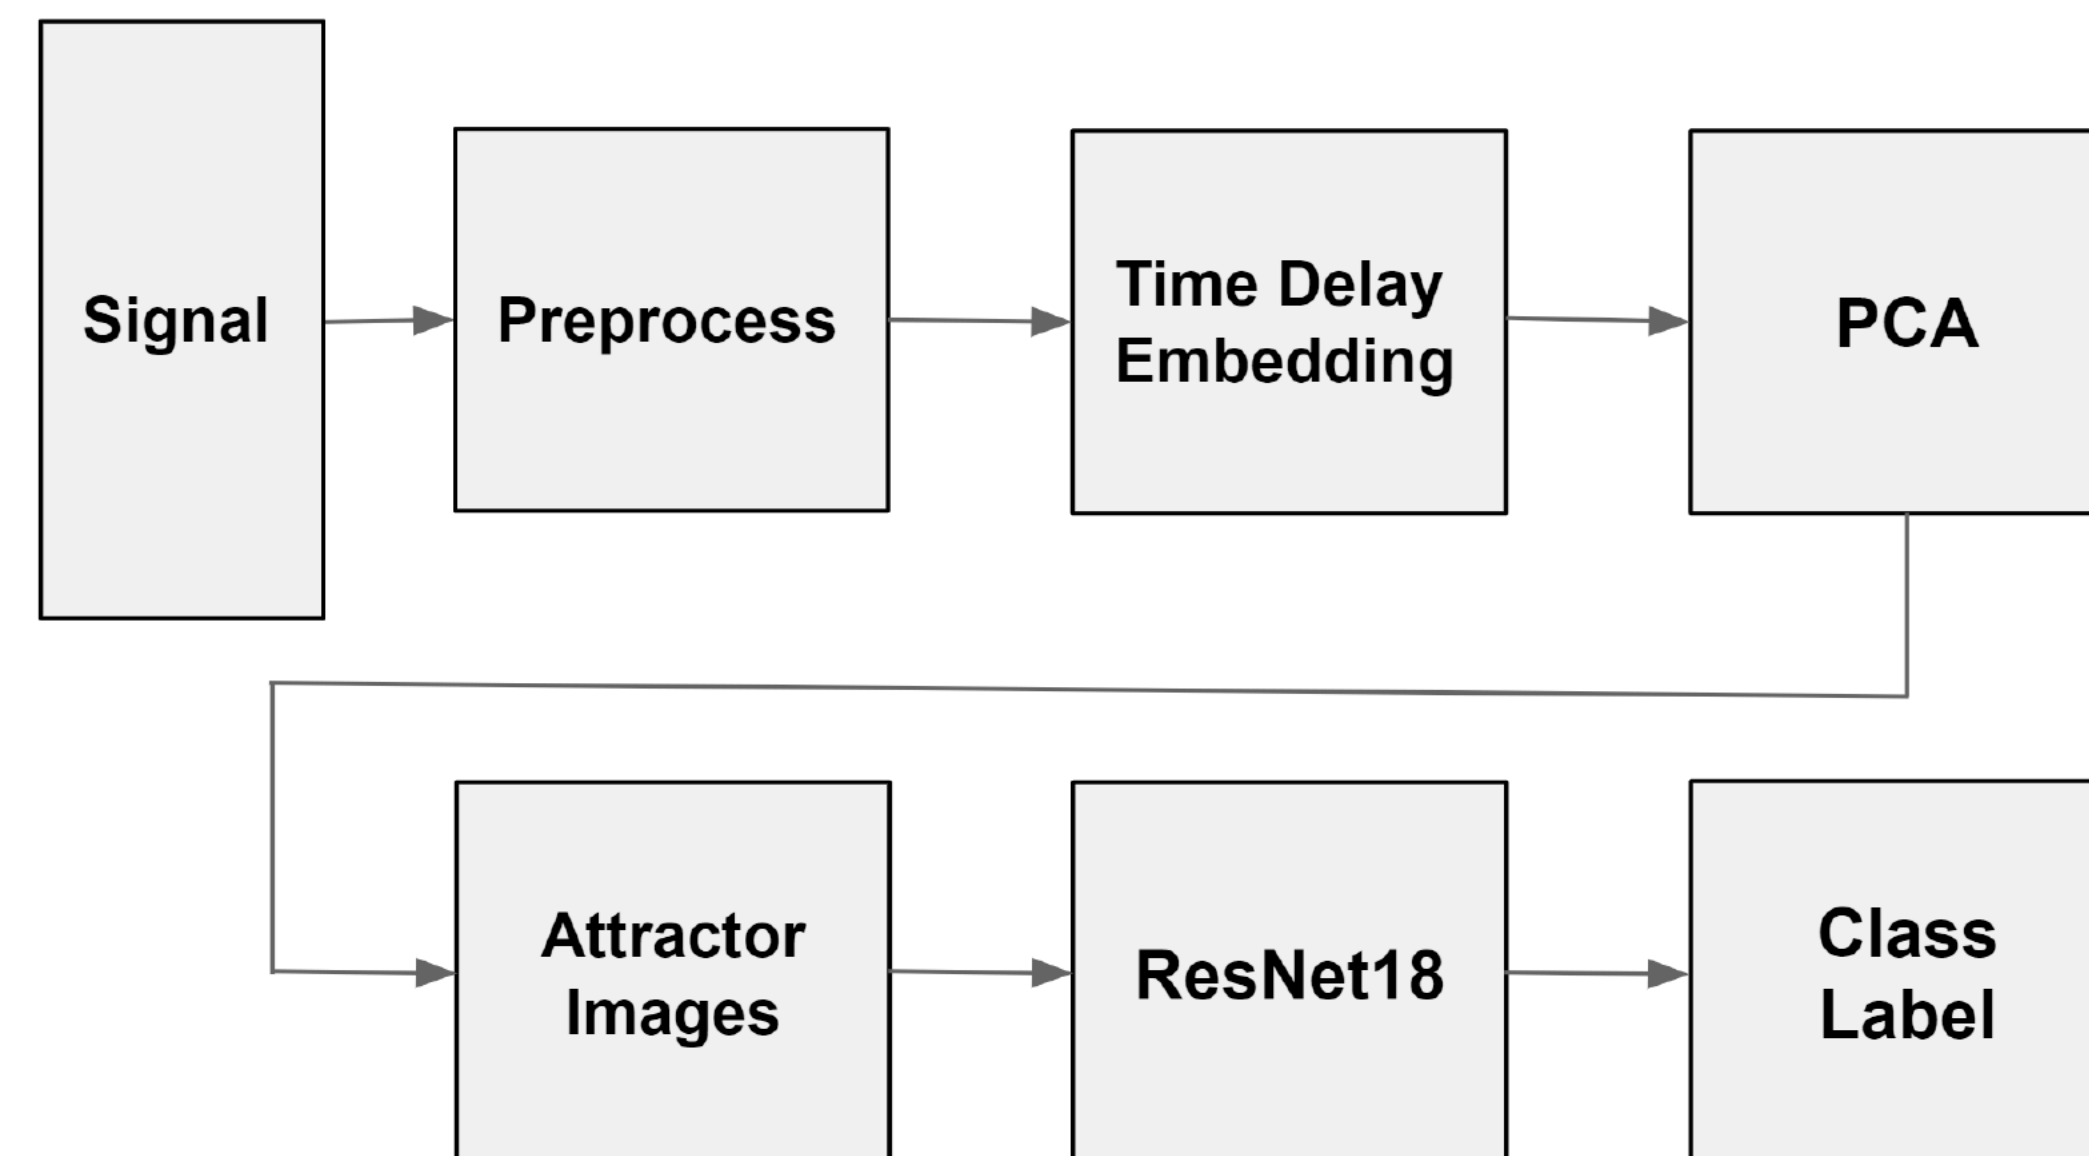 Signal
Preprocess
Time Delay
Embedding
PCA
Attractor
Images
ResNet18
Class
Label